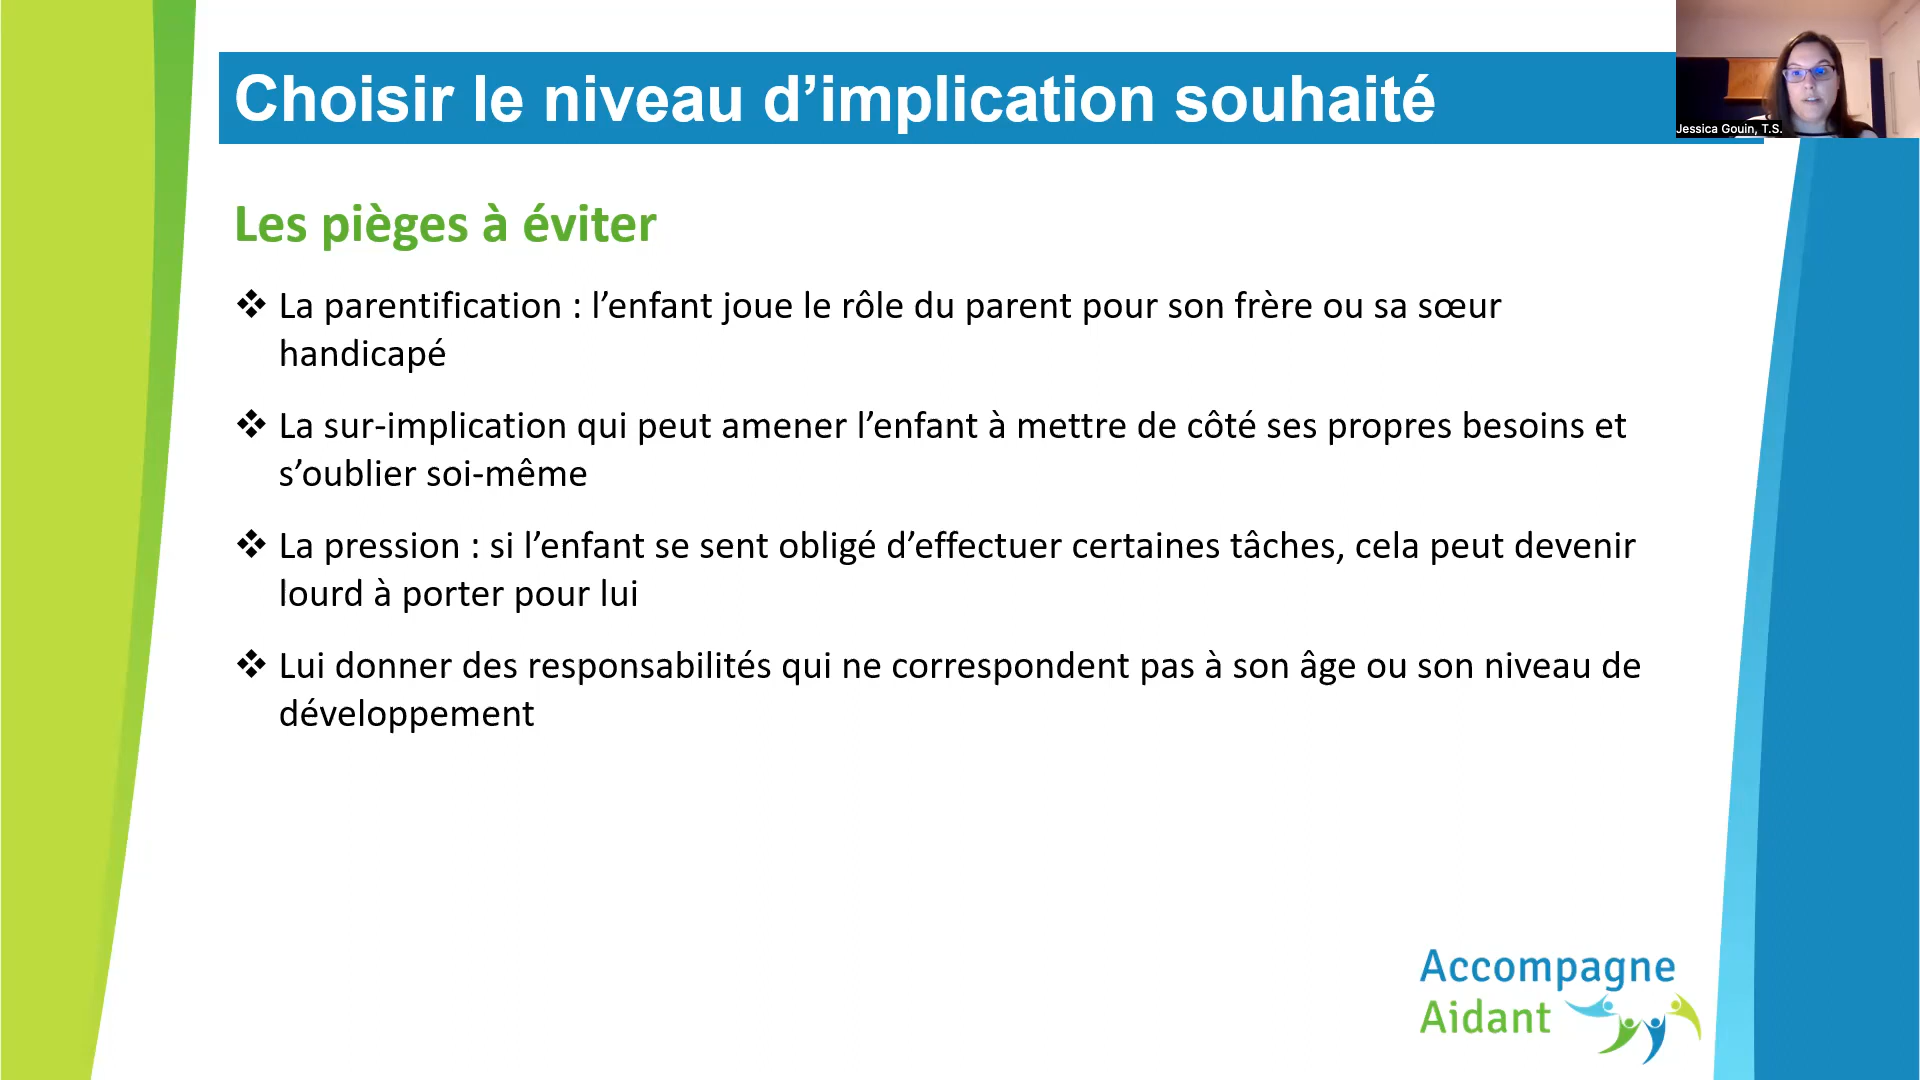 Choisir le niveau d’implication souhaité
Jessica Gouin, T.S.
Les pièges à éviter
❖ La parentification : l’enfant joue le rôle du parent pour son frère ou sa sœur
handicapé
❖ La sur-implication qui peut amener l’enfant à mettre de côté ses propres besoins et
s’oublier soi-même
❖ La pression : si l’enfant se sent obligé d’effectuer certaines tâches, cela peut devenir
lourd à porter pour lui
❖ Lui donner des responsabilités qui ne correspondent pas à son âge ou son niveau de
développement
Accompagne
Aidant